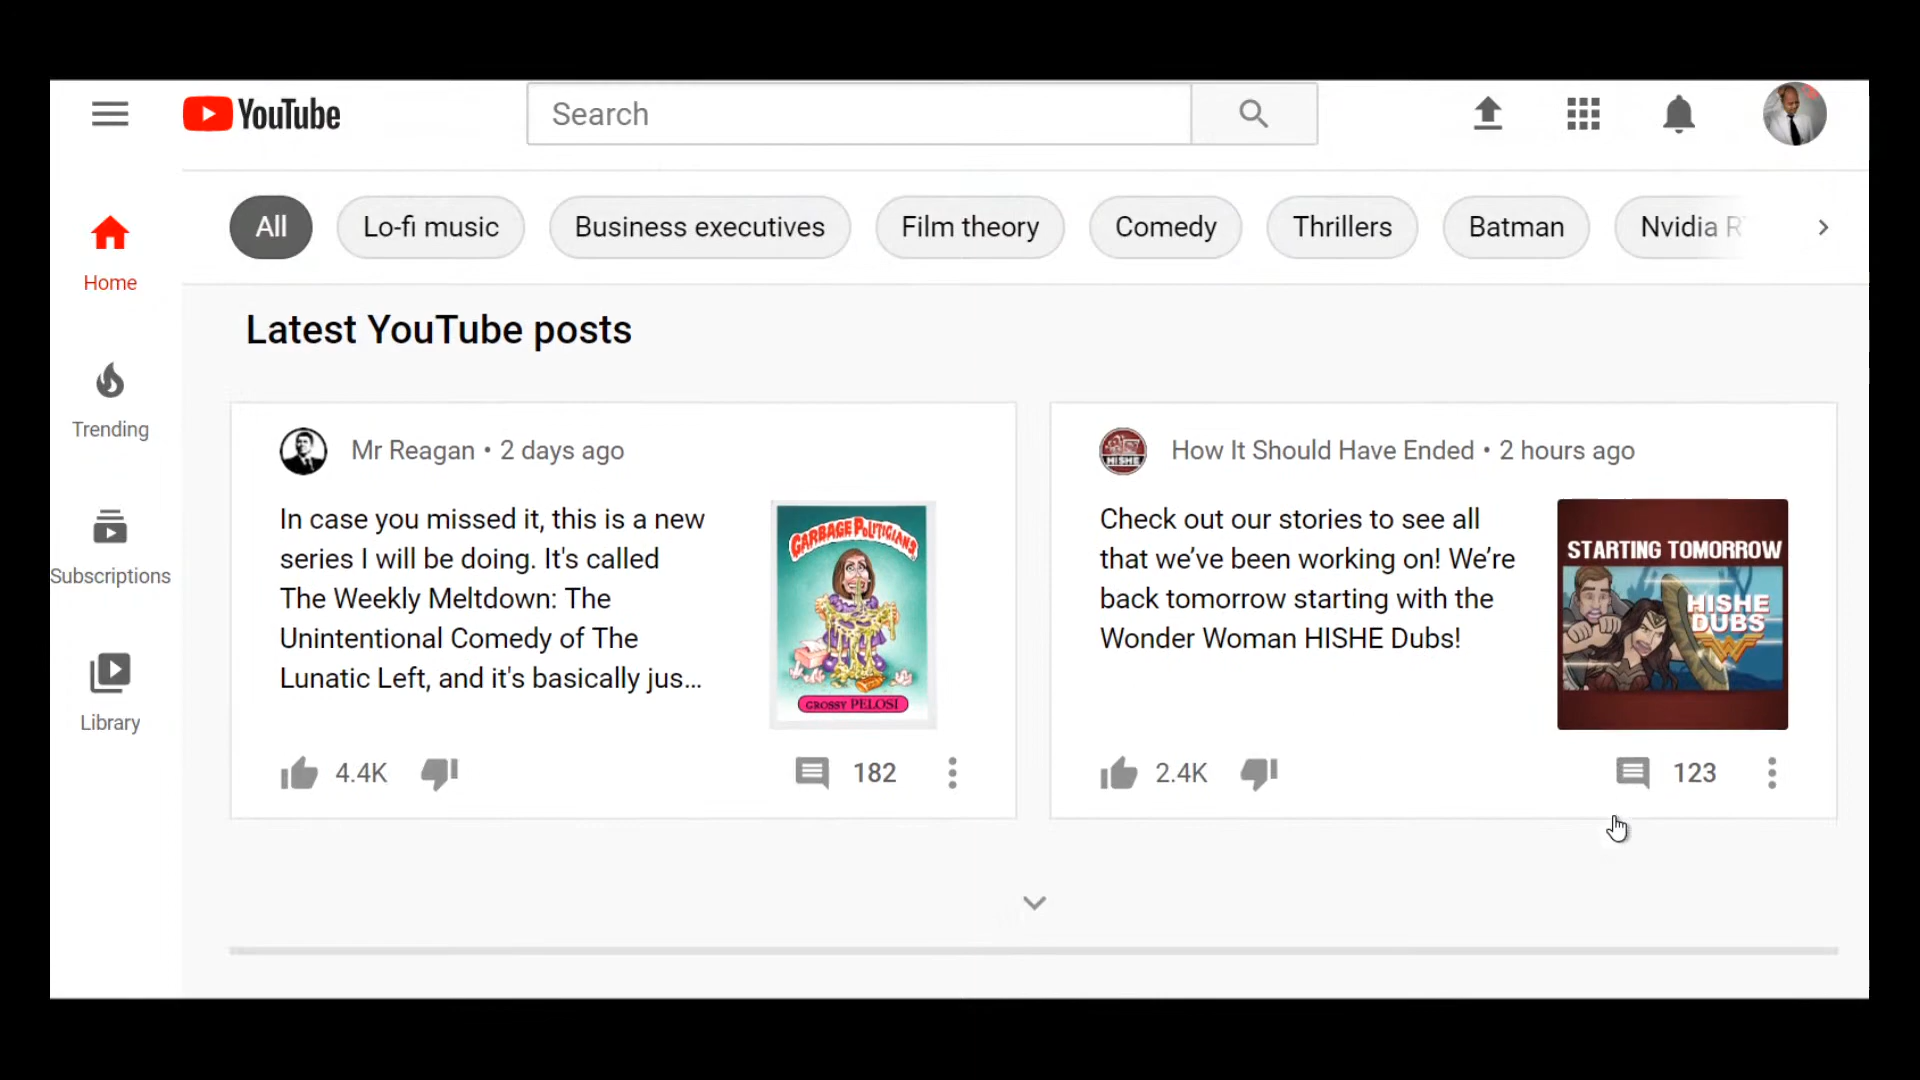 YouTube
Search
All
Lo-fi music
Business executives
Film theory
Comedy
Thrillers
Batman
Nvidia R
Home
Trending
Subscriptions
Library
Latest YouTube posts
Mr Reagan • 2 days ago
In case you missed it, this is a new
series I will be doing. It's called
The Weekly Meltdown: The
Unintentional Comedy of The
Lunatic Left, and it's basically jus...
GARBAGE POLITICIANS
GROSSY PELOSI
4.4K
182
HISHE
How It Should Have Ended • 2 hours ago
Check out our stories to see all
that we’ve been working on! We’re
back tomorrow starting with the
Wonder Woman HISHE Dubs!
STARTING TOMORROW
HISHE
DUBS
2.4K
123